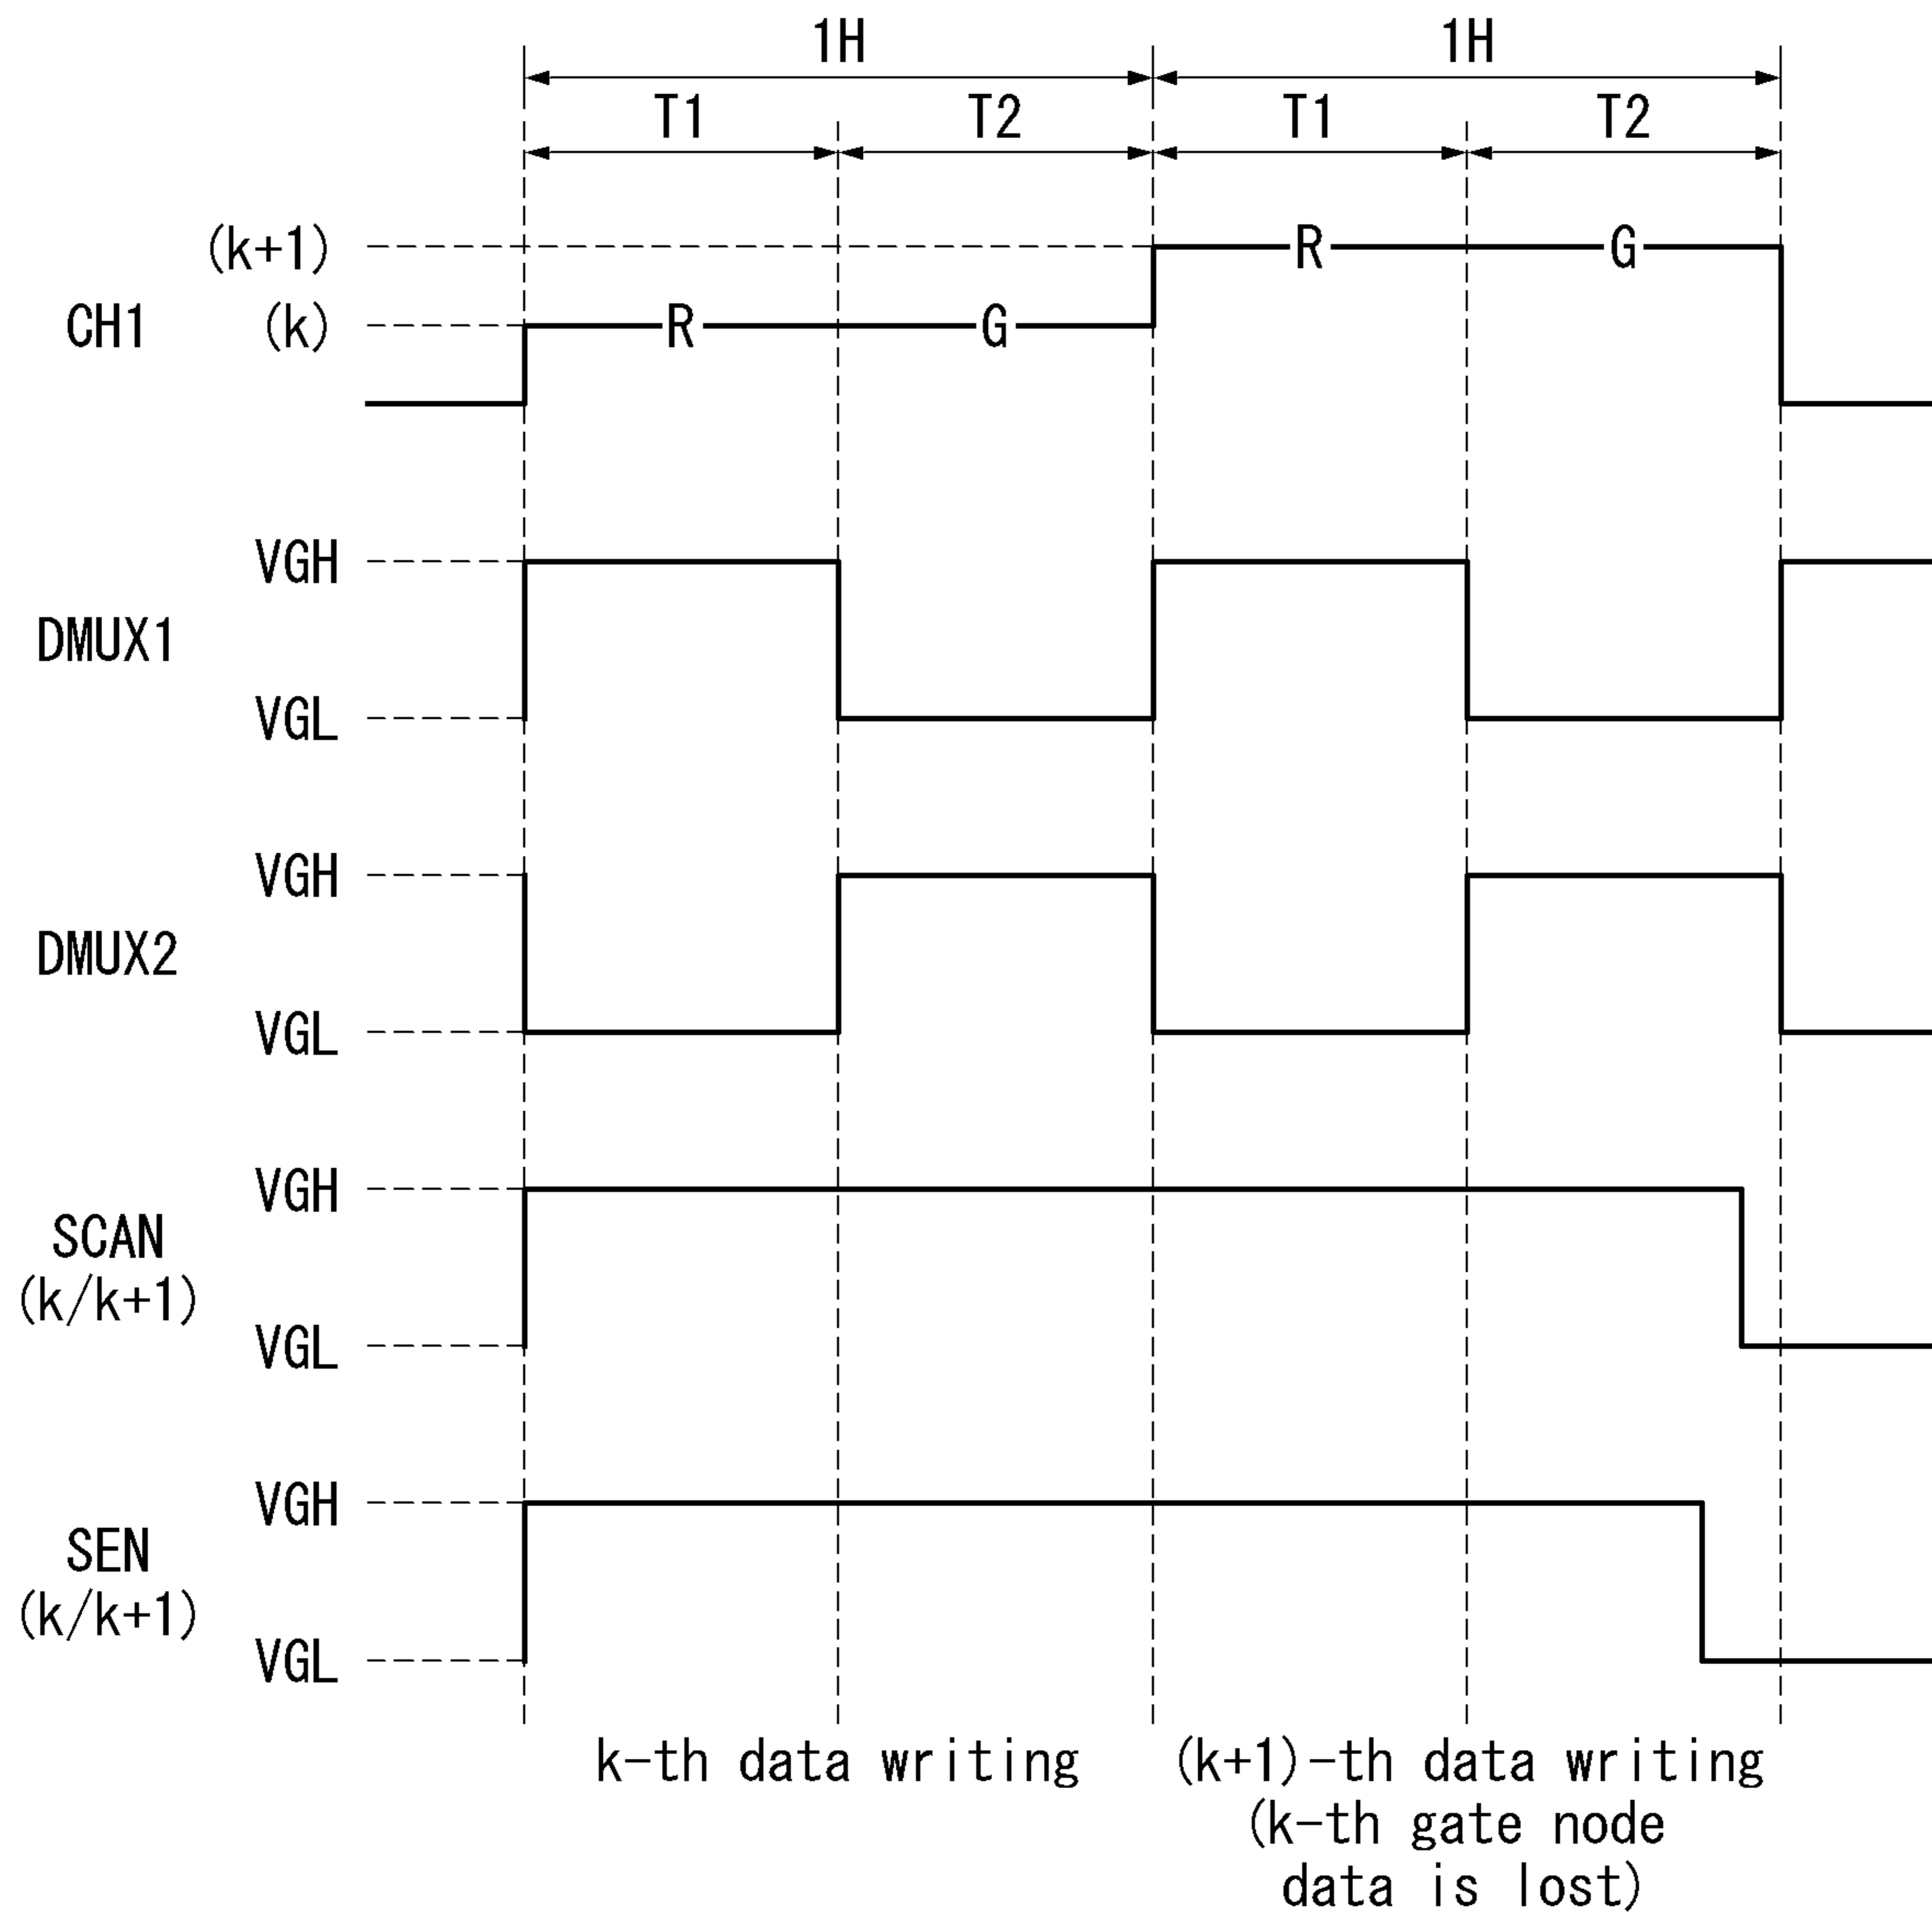 1H 1H
T1 T2 T1 T2
(k+1) R G
CH1 (k) R G
VGH
DMUX1
VGL
VGH
DMUX2
VGL
VGH
SCAN
(k/k+1)
VGL
VGH
SEN
(k/k+1)
VGL
k-th data writing (k+1)-th data writing
(k-th gate node
data is lost)